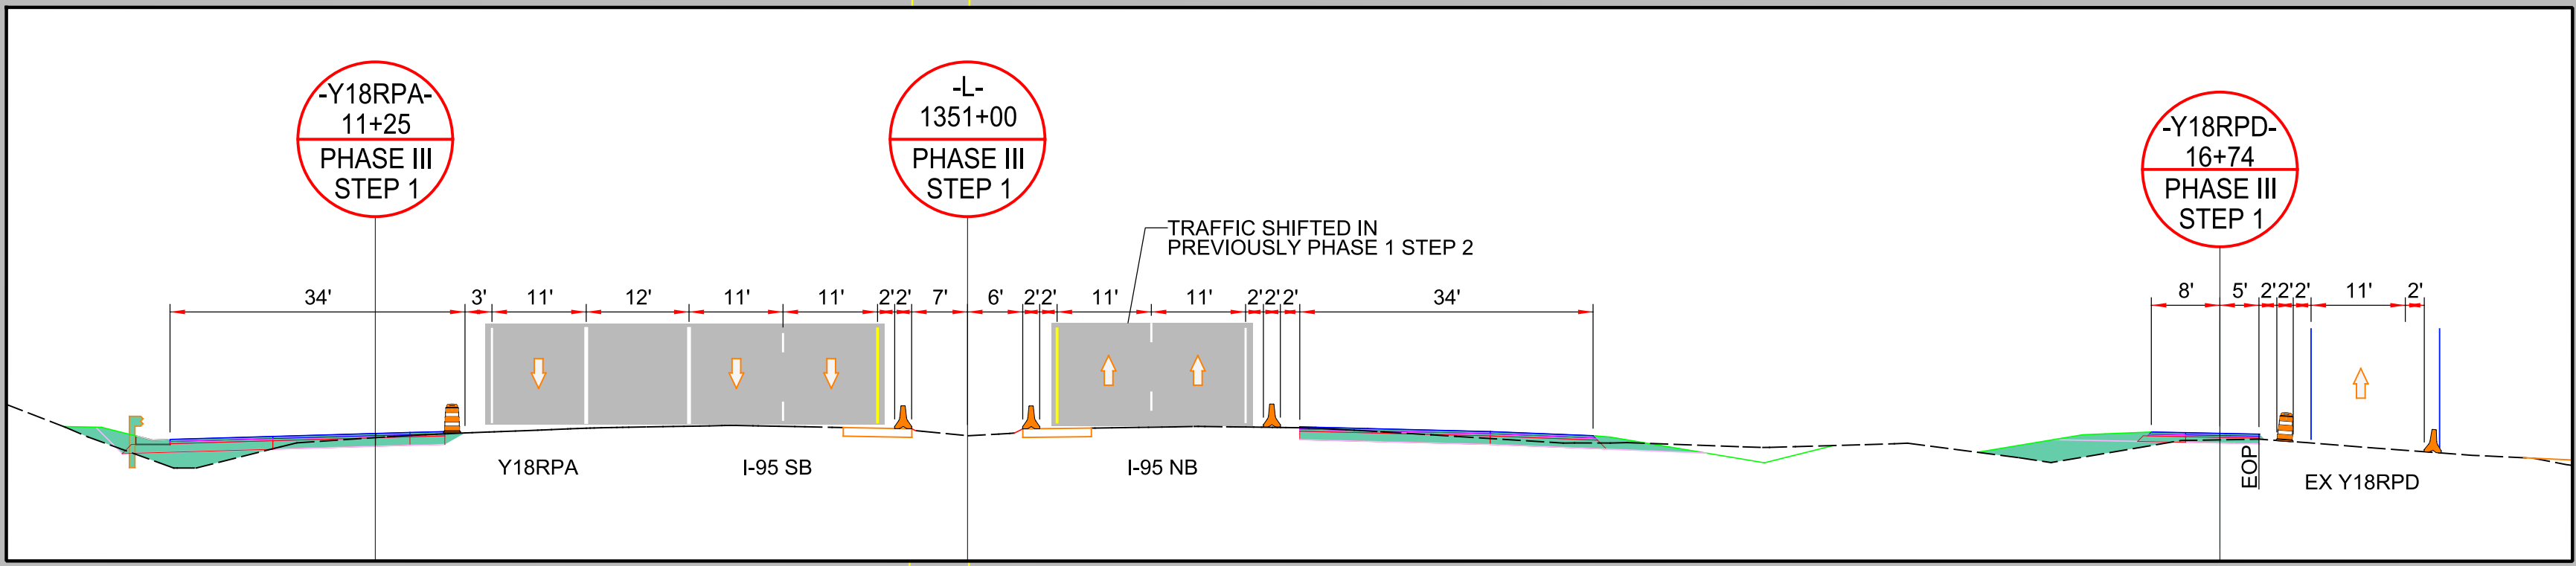 -Y18RPA-
11+25
PHASE III
STEP 1
-L-
1351+00
PHASE III
STEP 1
-Y18RPD-
16+74
PHASE III
STEP 1
TRAFFIC SHIFTED IN
PREVIOUSLY PHASE 1 STEP 2
34' 3' 11' 12' 11' 11' 2' 2' 7' 6' 2' 2' 11' 11' 2' 2' 2' 34' 8' 5' 2' 2' 2' 11' 2'
Y18RPA
I-95 SB
I-95 NB
EOP
EX Y18RPD